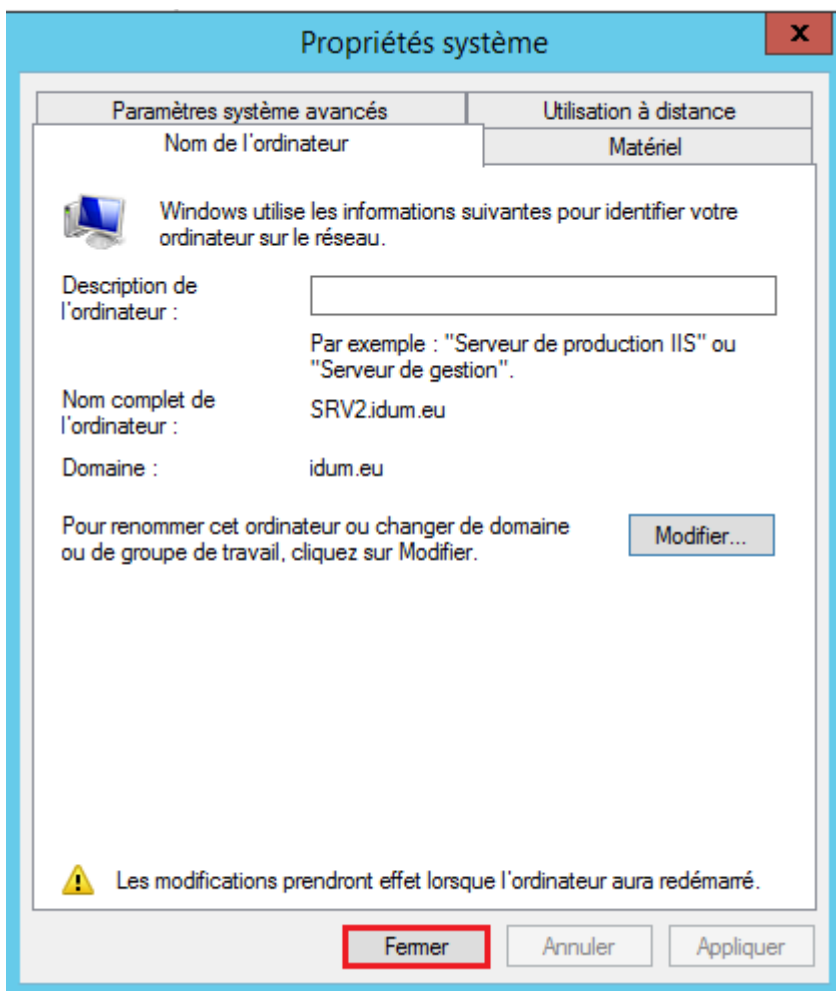 Propriétés système
x
Paramètres système avancés
Utilisation à distance
Nom de l'ordinateur
Matériel
Windows utilise les informations suivantes pour identifier votre
ordinateur sur le réseau.
Description de
l'ordinateur :
Par exemple : "Serveur de production IIS" ou
"Serveur de gestion".
Nom complet de
l'ordinateur :
SRV2.idum.eu
Domaine :
idum.eu
Pour renommer cet ordinateur ou changer de domaine
ou de groupe de travail, cliquez sur Modifier.
Modifier...
Les modifications prendront effet lorsque l'ordinateur aura redémarré.
Fermer
Annuler
Appliquer